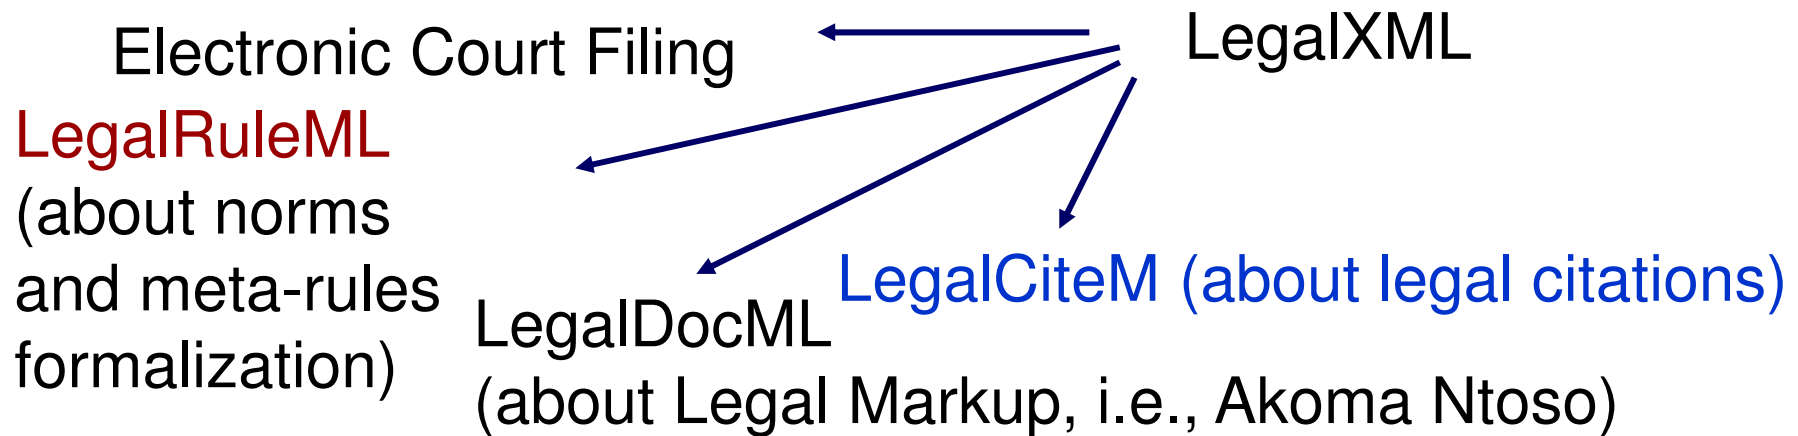 Electronic Court Filing
LegalXML
LegalRuleML
(about norms
and meta-rules
formalization)
LegalDocML
(about Legal Markup, i.e., Akoma Ntoso)
LegalCiteM (about legal citations)